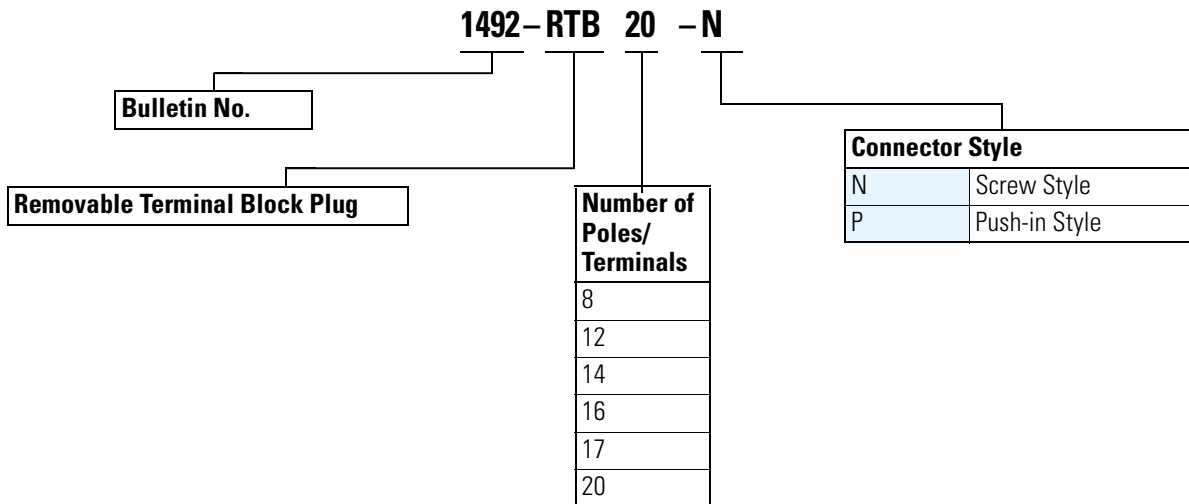 1492–RTB 20 –N
Bulletin No.
Removable Terminal Block Plug
Number of
Poles/
Terminals
8
12
14
16
17
20
Connector Style
N Screw Style
P Push-in Style